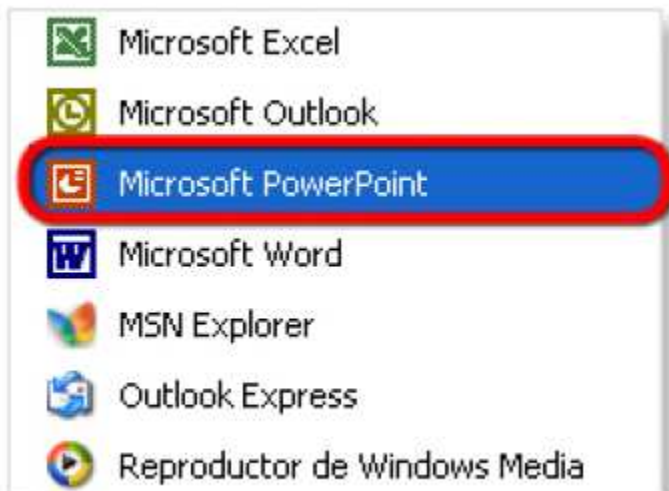 Microsoft Excel
Microsoft Outlook
Microsoft PowerPoint
Microsoft Word
MSN Explorer
Outlook Express
Reproductor de Windows Media